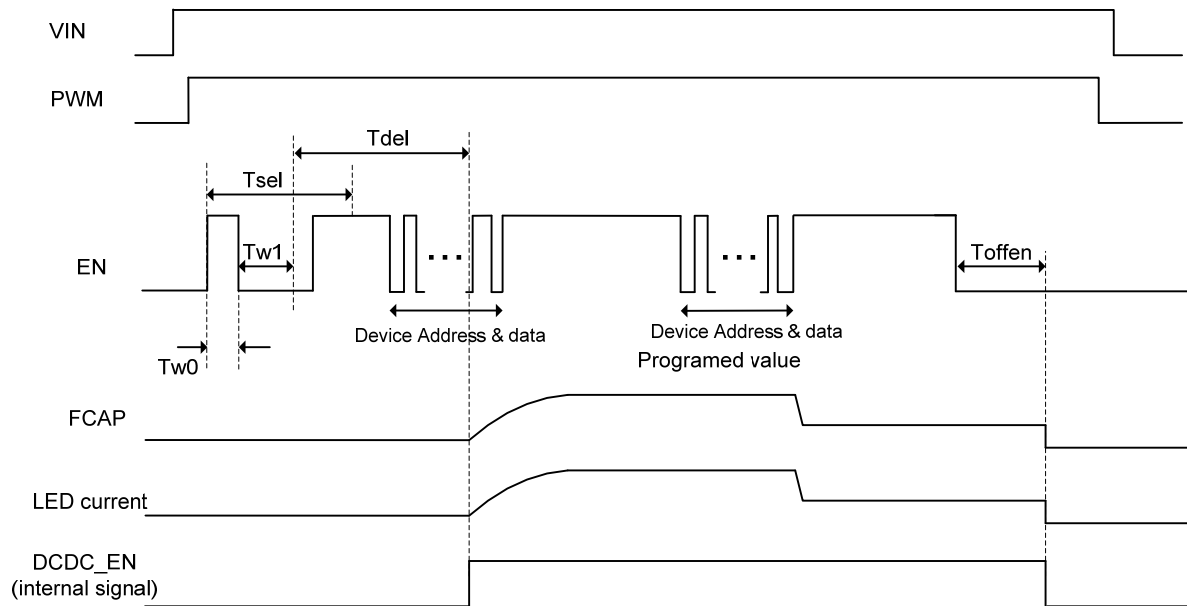 VIN
PWM
Tdel
Tsel
Tw1
EN
...
...
Toffen
Device Address & data
Device Address & data
Programed value
Tw0
FCAP
LED current
DCDC_EN
(internal signal)